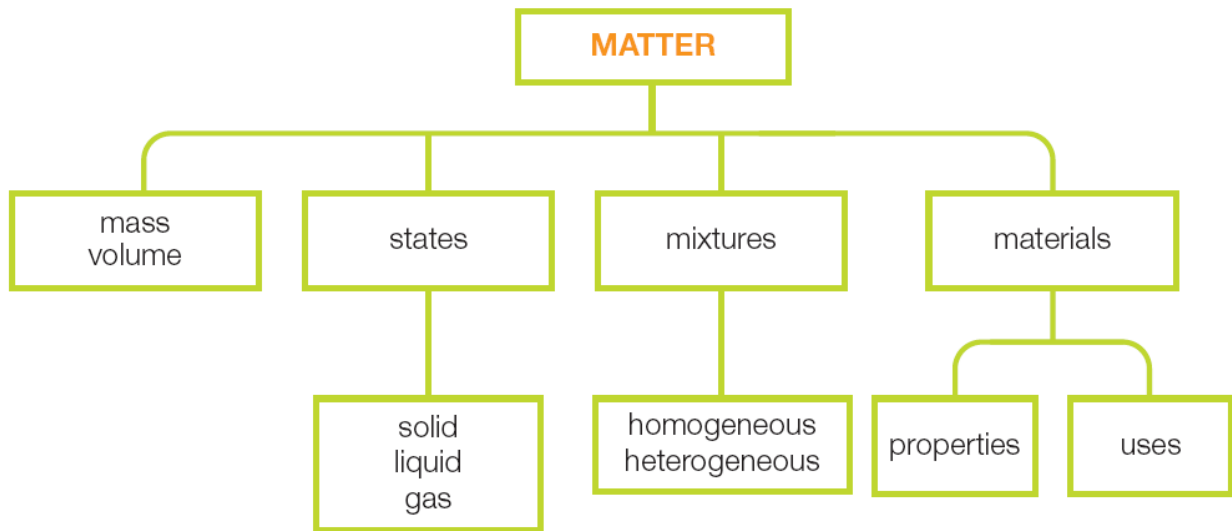 MATTER
mass
volume
states
mixtures
materials
solid
liquid
gas
homogeneous
heterogeneous
properties
uses